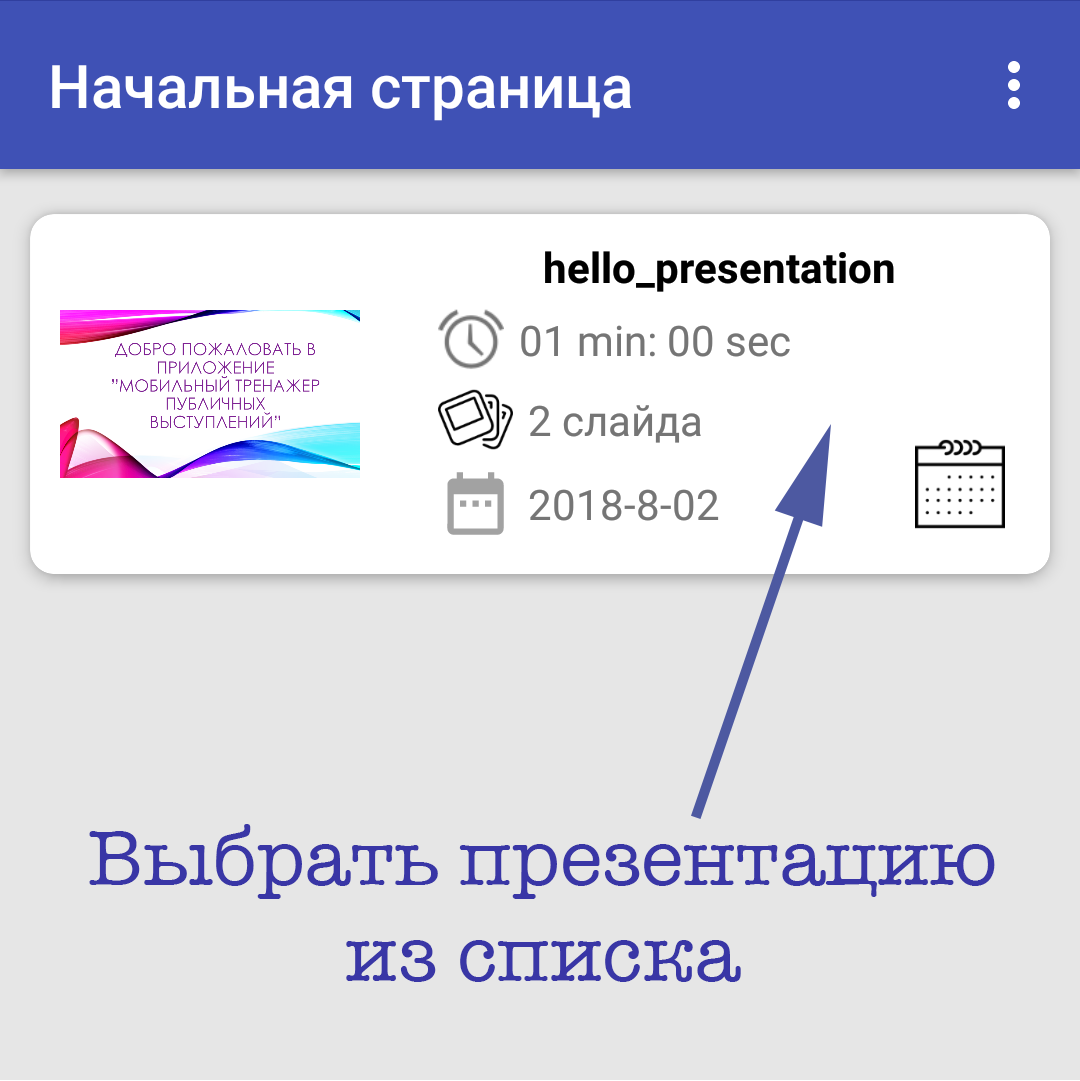 Начальная страница
hello_presentation
ДОБРО ПОЖАЛОВАТЬ В
ПРИЛОЖЕНИЕ
"МОБИЛЬНЫЙ ТРЕНАЖЕР
ПУБЛИЧНЫХ
ВЫСТУПЛЕНИЙ"
01 min: 00 sec
2 слайда
2018-8-02
Выбрать презентацию
из списка